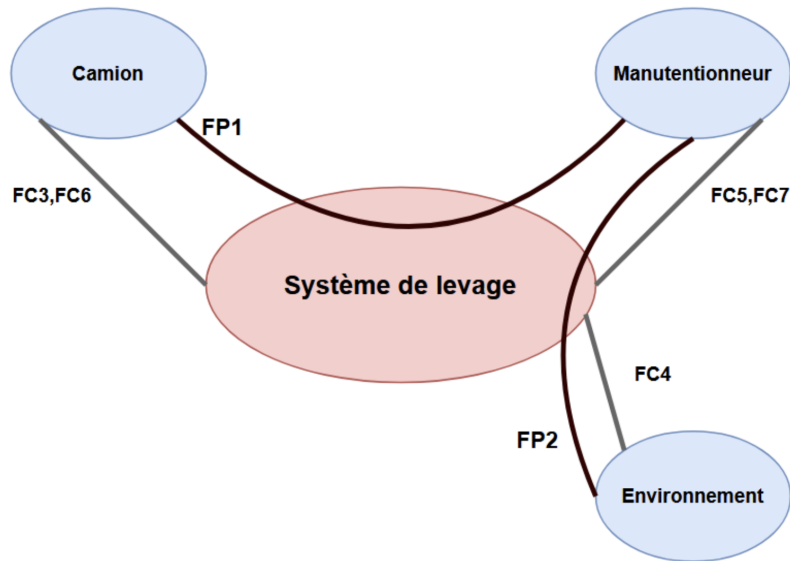 Camion
Manutentionneur
FP1
FC3,FC6
FC5,FC7
Système de levage
FC4
FP2
Environnement